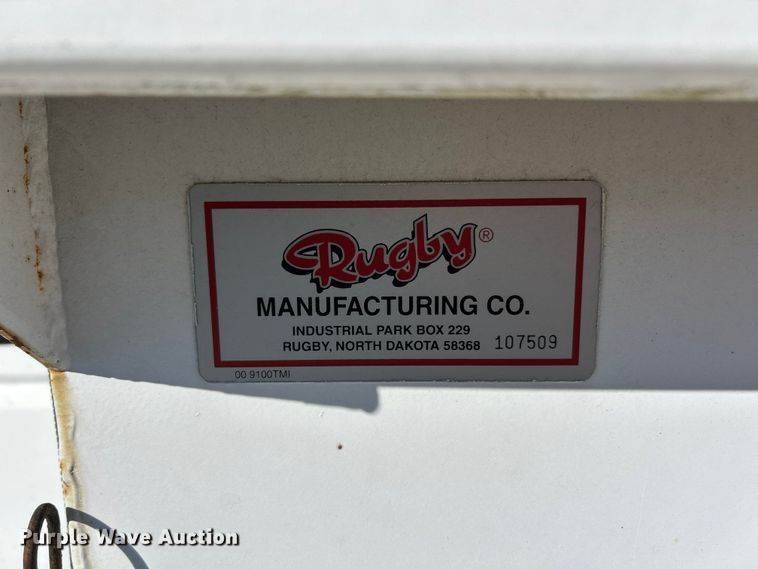 Rugby®
MANUFACTURING CO.
INDUSTRIAL PARK BOX 229
RUGBY, NORTH DAKOTA 58368 107509
00 9100TMI
Purple Wave Auction